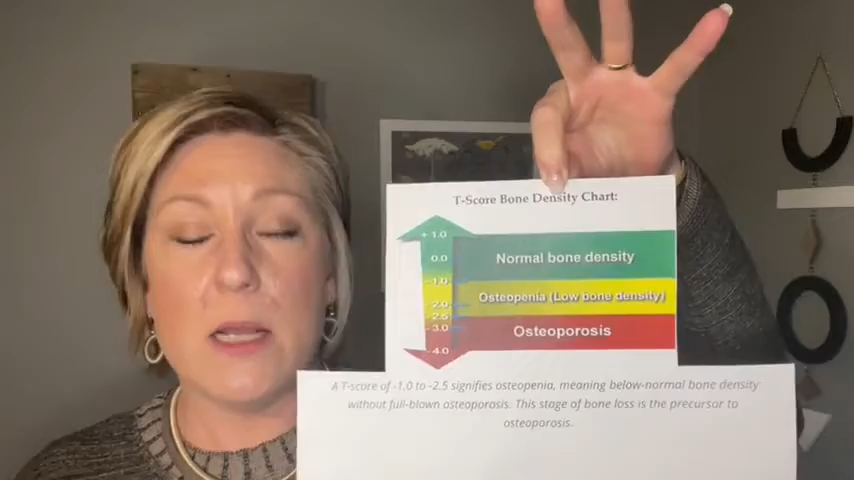 T-Score Bone Density Chart:
+ 1.0
0.0
Normal bone density
-1.0
Osteopenia (Low bone density)
-2.0
-2.5
-3.0
Osteoporosis
-4.0
A T-score of -1.0 to -2.5 signifies osteopenia, meaning below-normal bone density
without full-blown osteoporosis. This stage of bone loss is the precursor to
osteoporosis.